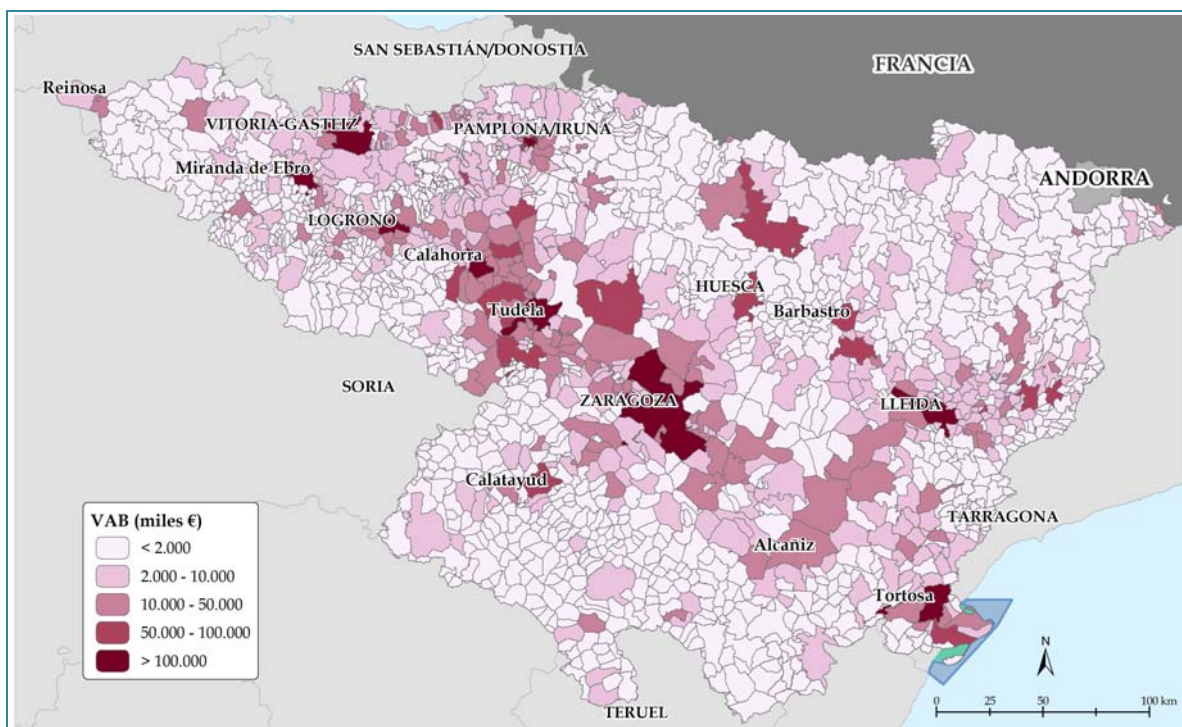 SAN SEBASTIÁN/DONOSTIA
FRANCIA
Reinosa
VITORIA-GASTEIZ
PAMPLONA/IRUÑA
Miranda de Ebro
ANDORRA
LOGROÑO
Calahorra
HUESCA
Barbastro
Tudela
SORIA
ZARAGOZA
LLEIDA
Calatayud
TARRAGONA
Alcañiz
Tortosa
TERUEL
VAB (miles €)
< 2.000
2.000 - 10.000
10.000 - 50.000
50.000 - 100.000
> 100.000
N
0 25 50 100 km